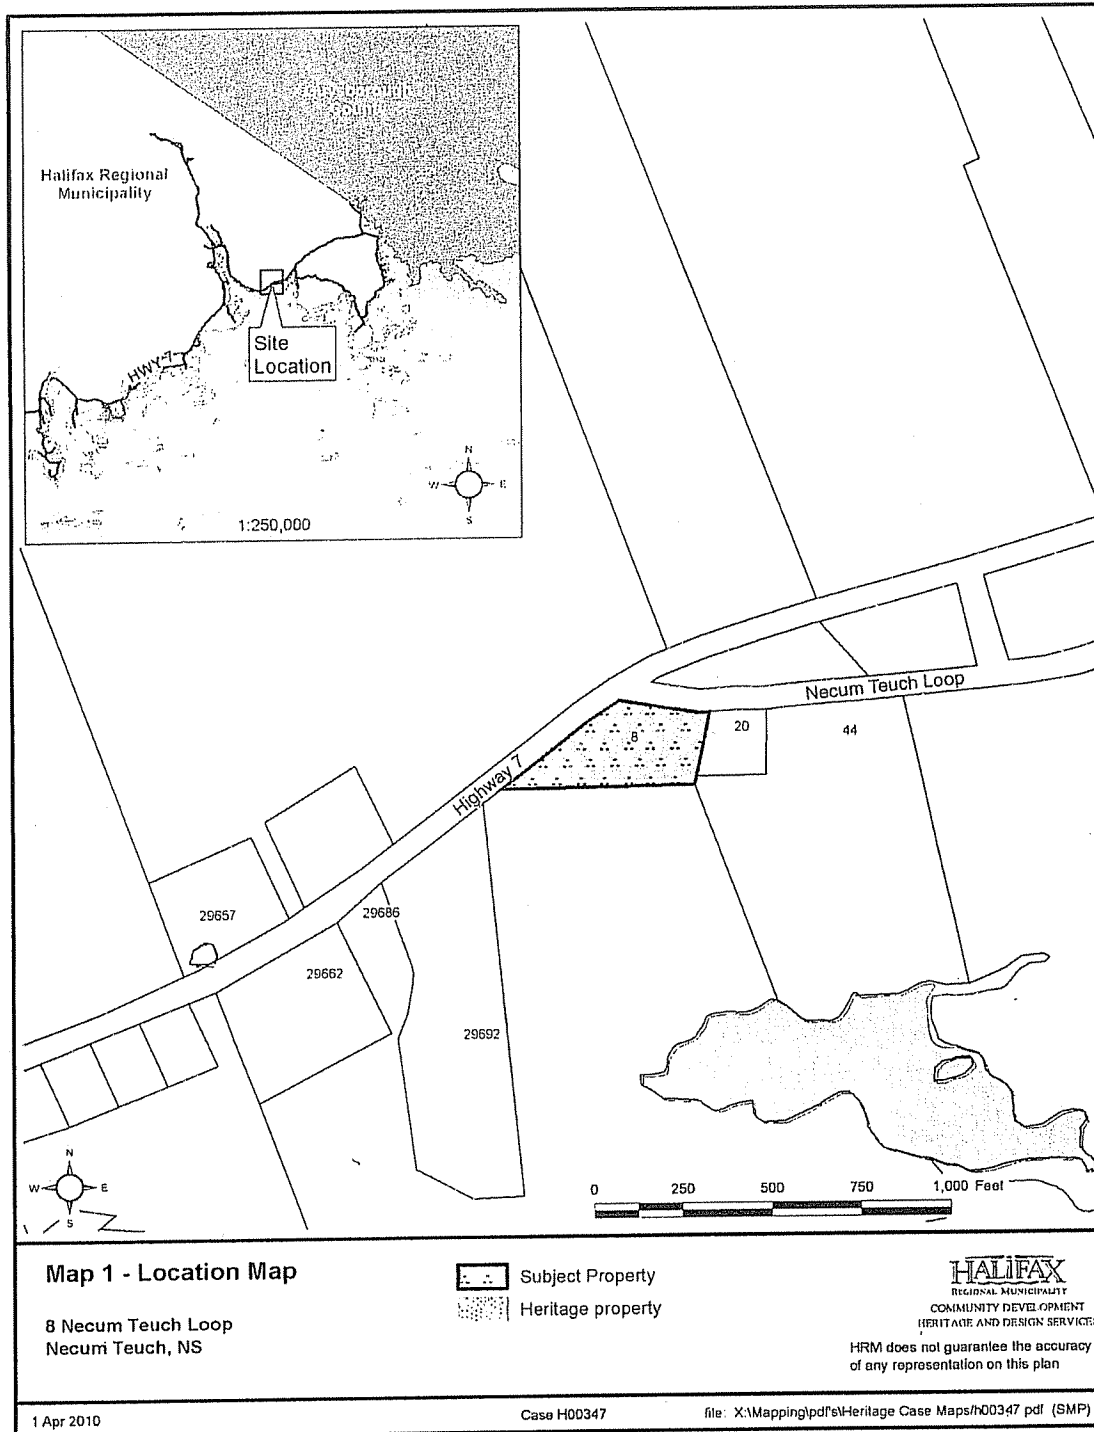 Halifax Regional
Municipality
HWY 7
Site
Location
N
W E
S
1:250,000
Necum Teuch Loop
8
20
44
Highway 7
29657
29686
29662
29692
N
W E
S
0 250 500 750 1,000 Feet
Map 1 - Location Map
8 Necum Teuch Loop
Necum Teuch, NS
Subject Property
Heritage property
HALIFAX
REGIONAL MUNICIPALITY
COMMUNITY DEVELOPMENT
HERITAGE AND DESIGN SERVICES
HRM does not guarantee the accuracy
of any representation on this plan
1 Apr 2010
Case H00347
file: X:\Mapping\pdf's\Heritage Case Maps/h00347 pdf (SMP)